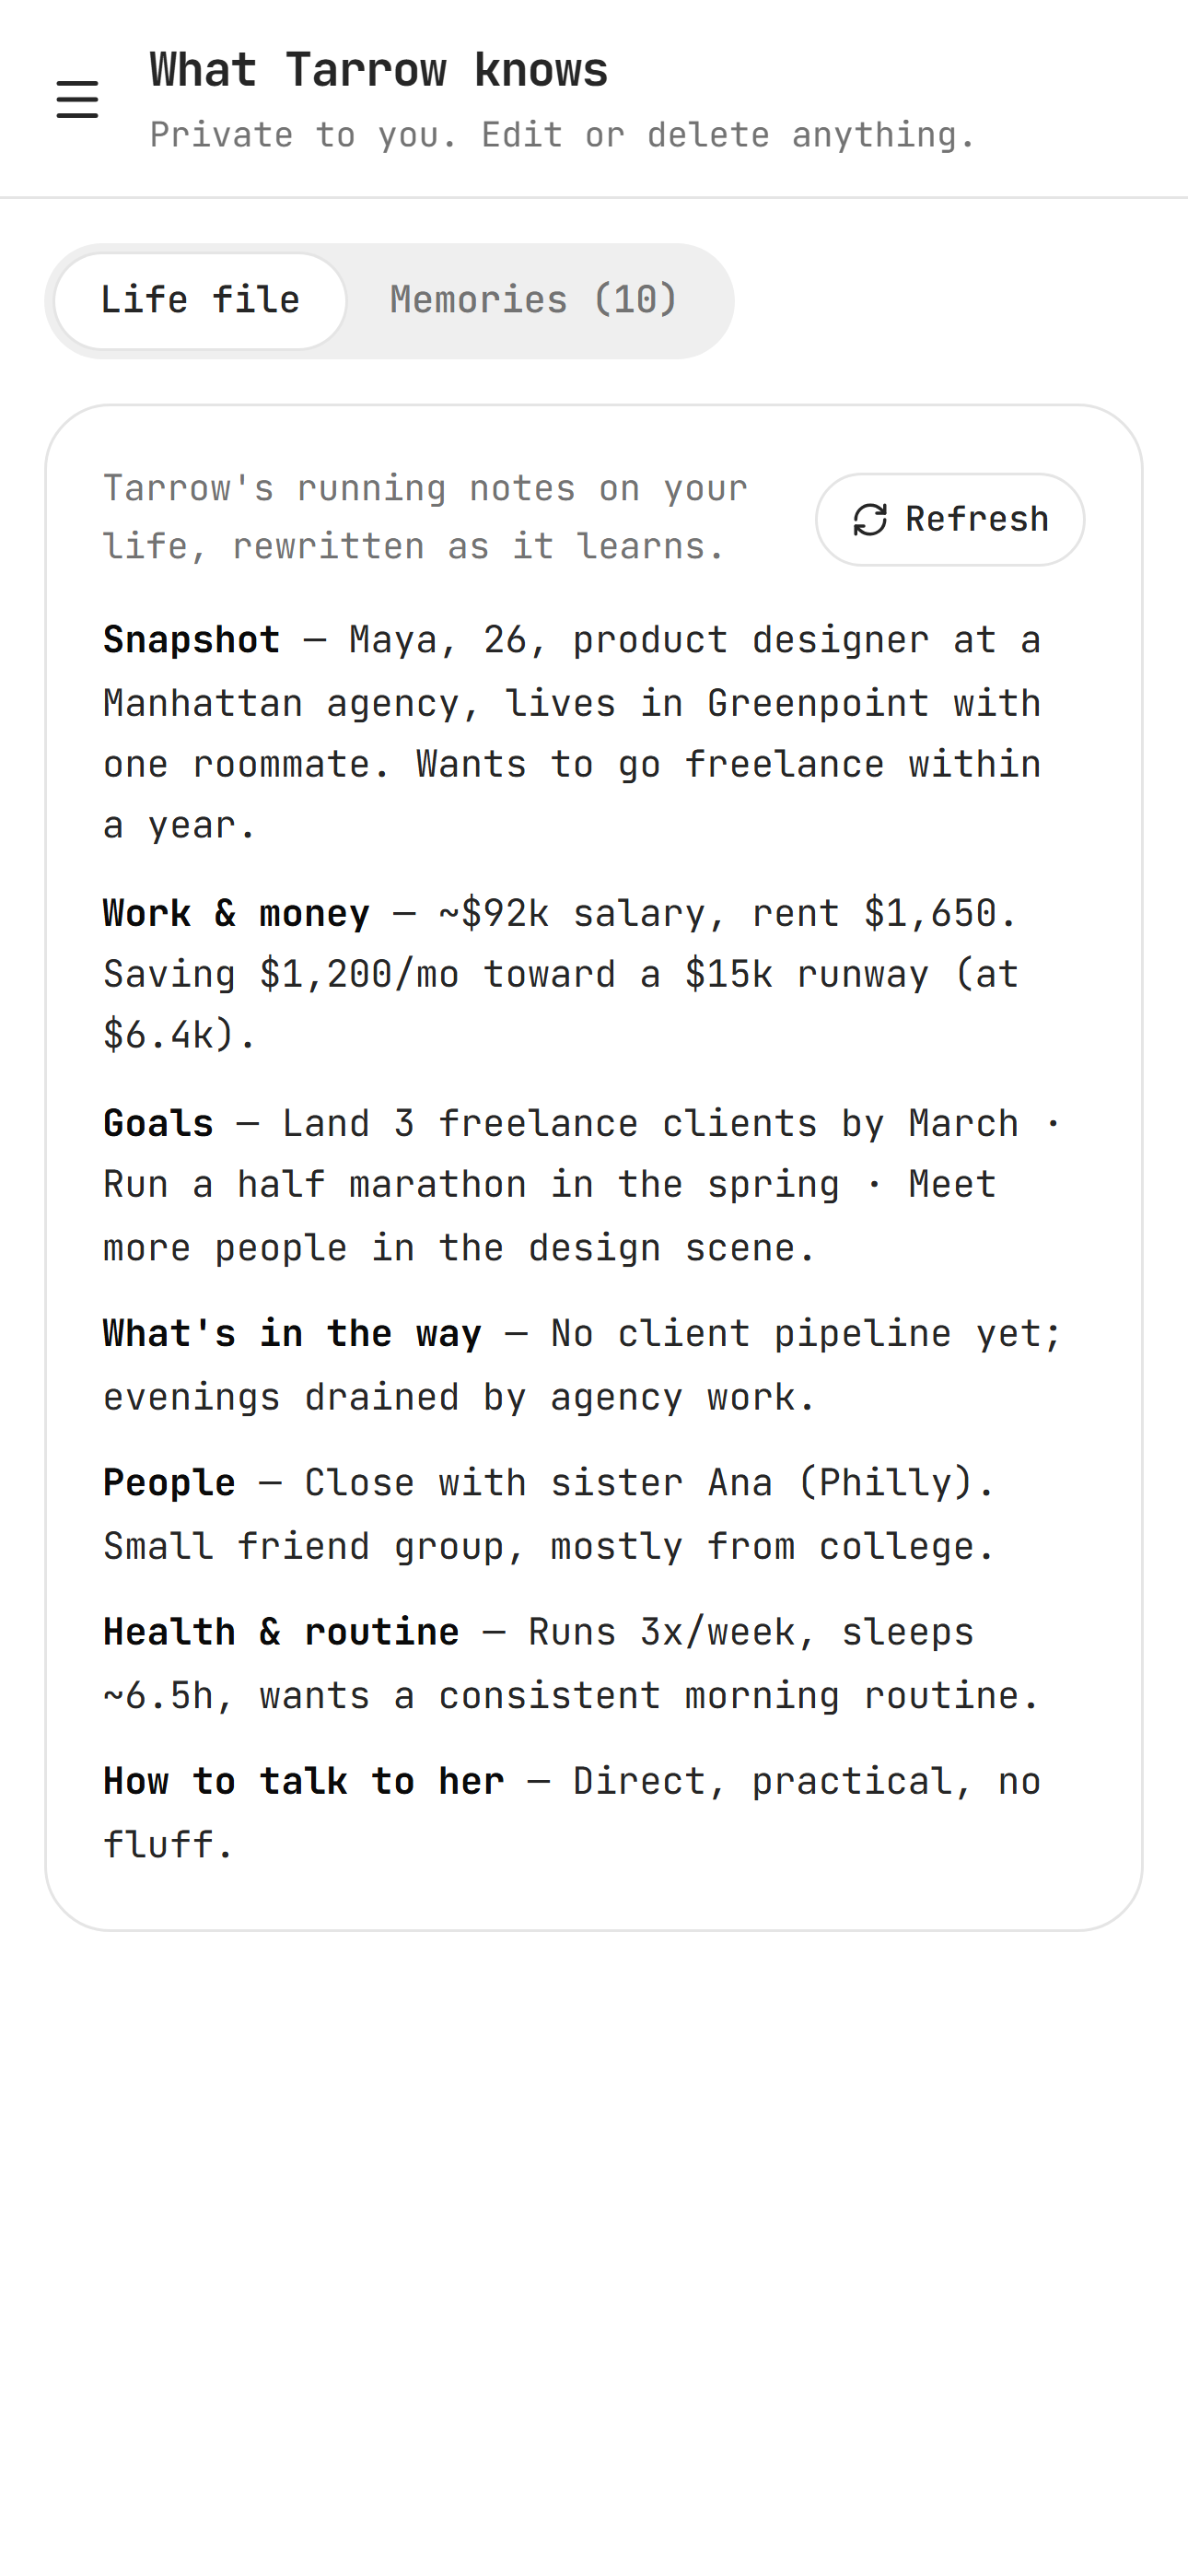 What Tarrow knows
Private to you. Edit or delete anything.
Life file
Memories (10)
Tarrow's running notes on your
life, rewritten as it learns.
Refresh
Snapshot — Maya, 26, product designer at a
Manhattan agency, lives in Greenpoint with
one roommate. Wants to go freelance within
a year.
Work & money — ~$92k salary, rent $1,650.
Saving $1,200/mo toward a $15k runway (at
$6.4k).
Goals — Land 3 freelance clients by March ·
Run a half marathon in the spring · Meet
more people in the design scene.
What's in the way — No client pipeline yet;
evenings drained by agency work.
People — Close with sister Ana (Philly).
Small friend group, mostly from college.
Health & routine — Runs 3x/week, sleeps
~6.5h, wants a consistent morning routine.
How to talk to her — Direct, practical, no
fluff.